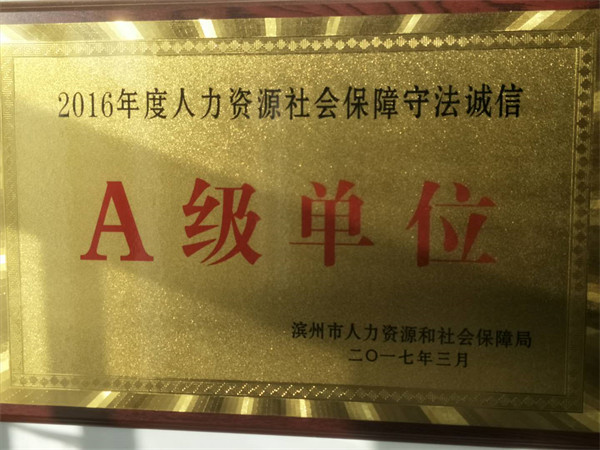 2016年度人力资源社会保障守法诚信
A级单位
滨州市人力资源和社会保障局
二〇一七年三月